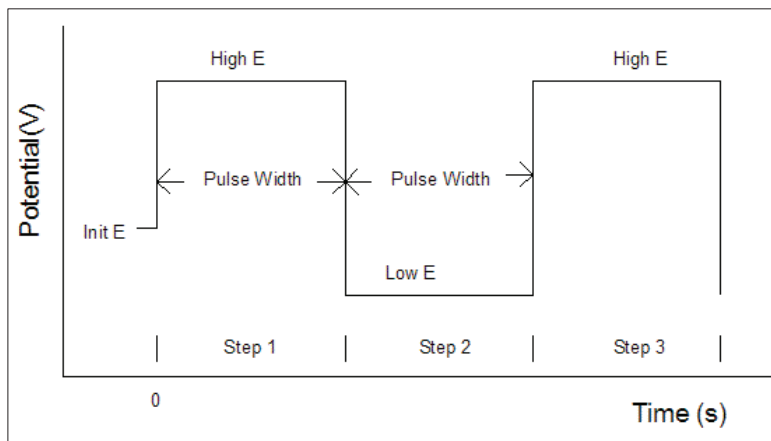 High E
High E
Potential(V)
Pulse Width
Pulse Width
Init E
Low E
Step 1
Step 2
Step 3
0
Time (s)